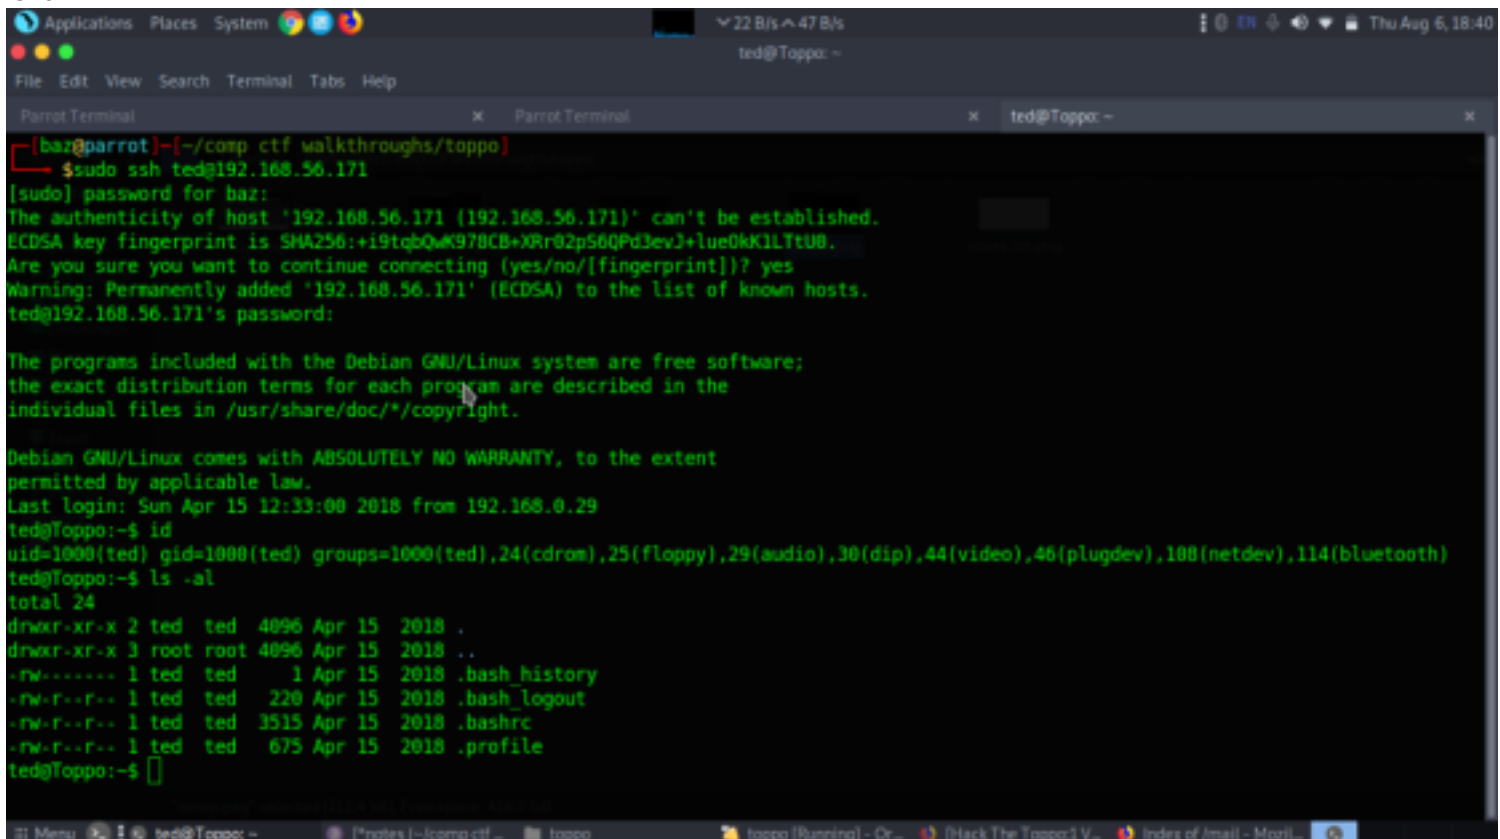 Applications Places System 22 B/s 47 B/s EN Thu Aug 6, 18:40
ted@Toppo: ~
File Edit View Search Terminal Tabs Help
Parrot Terminal × Parrot Terminal × ted@Toppo: ~ ×
[baz@parrot]-[~/comp ctf walkthroughs/toppo]
$sudo ssh ted@192.168.56.171
[sudo] password for baz:
The authenticity of host '192.168.56.171 (192.168.56.171)' can't be established.
ECDSA key fingerprint is
Are you sure you want to continue connecting (yes/no/[fingerprint])? yes
Warning: Permanently added '192.168.56.171' (ECDSA) to the list of known hosts.
ted@192.168.56.171's password:
The programs included with the Debian GNU/Linux system are free software;
the exact distribution terms for each program are described in the
individual files in /usr/share/doc/*/copyright.
Debian GNU/Linux comes with ABSOLUTELY NO WARRANTY, to the extent
permitted by applicable law.
Last login: Sun Apr 15 12:33:00 2018 from 192.168.0.29
ted@Toppo:~$ id
uid=1000(ted) gid=1000(ted) groups=1000(ted),24(cdrom),25(floppy),29(audio),30(dip),44(video),46(plugdev),108(netdev),114(bluetooth)
ted@Toppo:~$ ls -al
total 24
drwxr-xr-x 2 ted ted 4096 Apr 15 2018 .
drwxr-xr-x 3 root root 4096 Apr 15 2018 ..
-rw------- 1 ted ted 1 Apr 15 2018 .bash_history
-rw-r--r-- 1 ted ted 220 Apr 15 2018 .bash_logout
-rw-r--r-- 1 ted ted 3515 Apr 15 2018 .bashrc
-rw-r--r-- 1 ted ted 675 Apr 15 2018 .profile
ted@Toppo:~$
Menu ted@Toppo: ~ [*notes (~/comp ctf ... toppo toppo [Running] - Or... [Hack The Toppo:1 V... Index of /mail - Mozil...